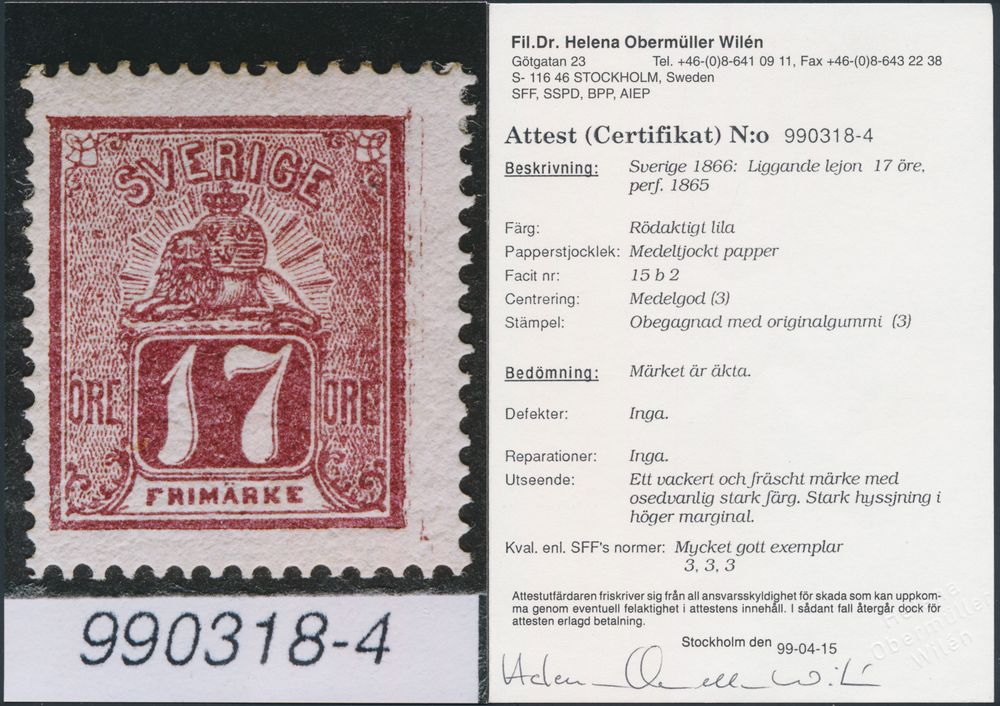 SVERIGE
ÖRE 17 ÖRE
FRIMÄRKE
990318-4
Fil.Dr. Helena Obermüller Wilén
Götgatan 23 Tel. +46-(0)8-641 09 11, Fax +46-(0)8-643 22 38
S- 116 46 STOCKHOLM, Sweden
SFF, SSPD, BPP, AIEP
Attest (Certifikat) N:o 990318-4
Beskrivning: Sverige 1866: Liggande lejon 17 öre,
perf. 1865
Färg: Rödaktigt lila
Papperstjocklek: Medeltjockt papper
Facit nr: 15 b 2
Centrering: Medelgod (3)
Stämpel: Obegagnad med originalgummi (3)
Bedömning: Märket är äkta.
Defekter: Inga.
Reparationer: Inga.
Utseende: Ett vackert och fräscht märke med
osedvanlig stark färg. Stark hyssjning i
höger marginal.
Kval. enl. SFF's normer: Mycket gott exemplar
3, 3, 3
Attestutfärdaren friskriver sig från all ansvarsskyldighet för skada som kan uppkom-
ma genom eventuell felaktighet i attestens innehåll. I sådant fall återgår dock för
attesten erlagd betalning.
Stockholm den 99-04-15
Helena Obermüller Wilén
Helena
Obermüller
Wilén